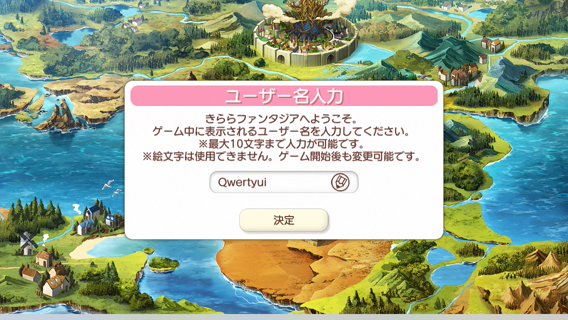 ユーザー名入力
きららファンタジアへようこそ。
ゲーム中に表示されるユーザー名を入力してください。
※最大10文字まで入力が可能です。
※絵文字は使用できません。ゲーム開始後も変更可能です。
Qwertyui
決定